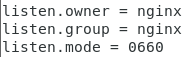 listen.owner = nginx
listen.group = nginx
listen.mode = 0660